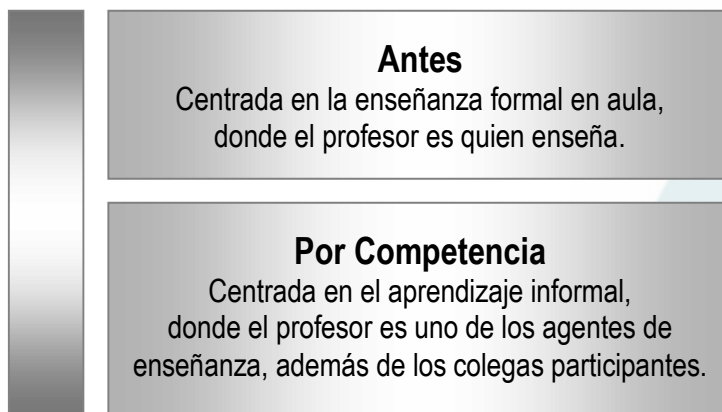 Antes
Centrada en la enseñanza formal en aula,
donde el profesor es quien enseña.
Por Competencia
Centrada en el aprendizaje informal,
donde el profesor es uno de los agentes de
enseñanza, además de los colegas participantes.